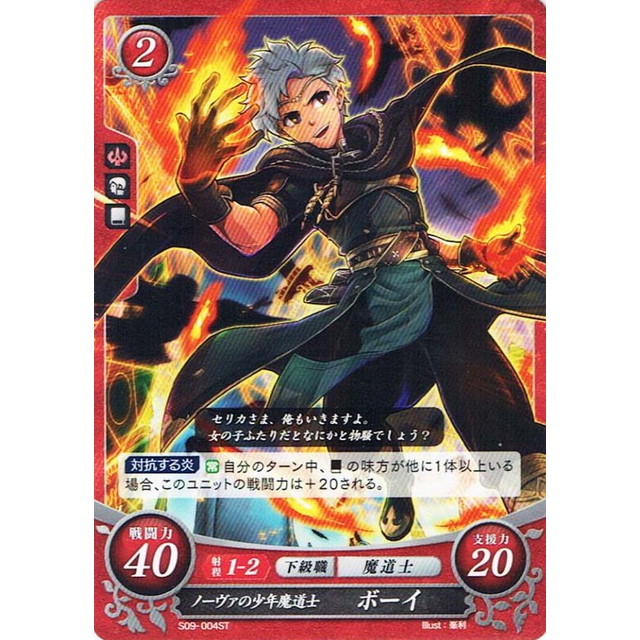 2
セリカさま、俺もいきますよ。
女の子ふたりだとなにかと物騒でしょう？
対抗する炎 常 自分のターン中、■の味方が他に1体以上いる
場合、このユニットの戦闘力は＋20される。
戦闘力
40
射程 1-2 下級職 魔道士
支援力
20
ノーヴァの少年魔道士 ボーイ
S09-004ST
Illust：峯利